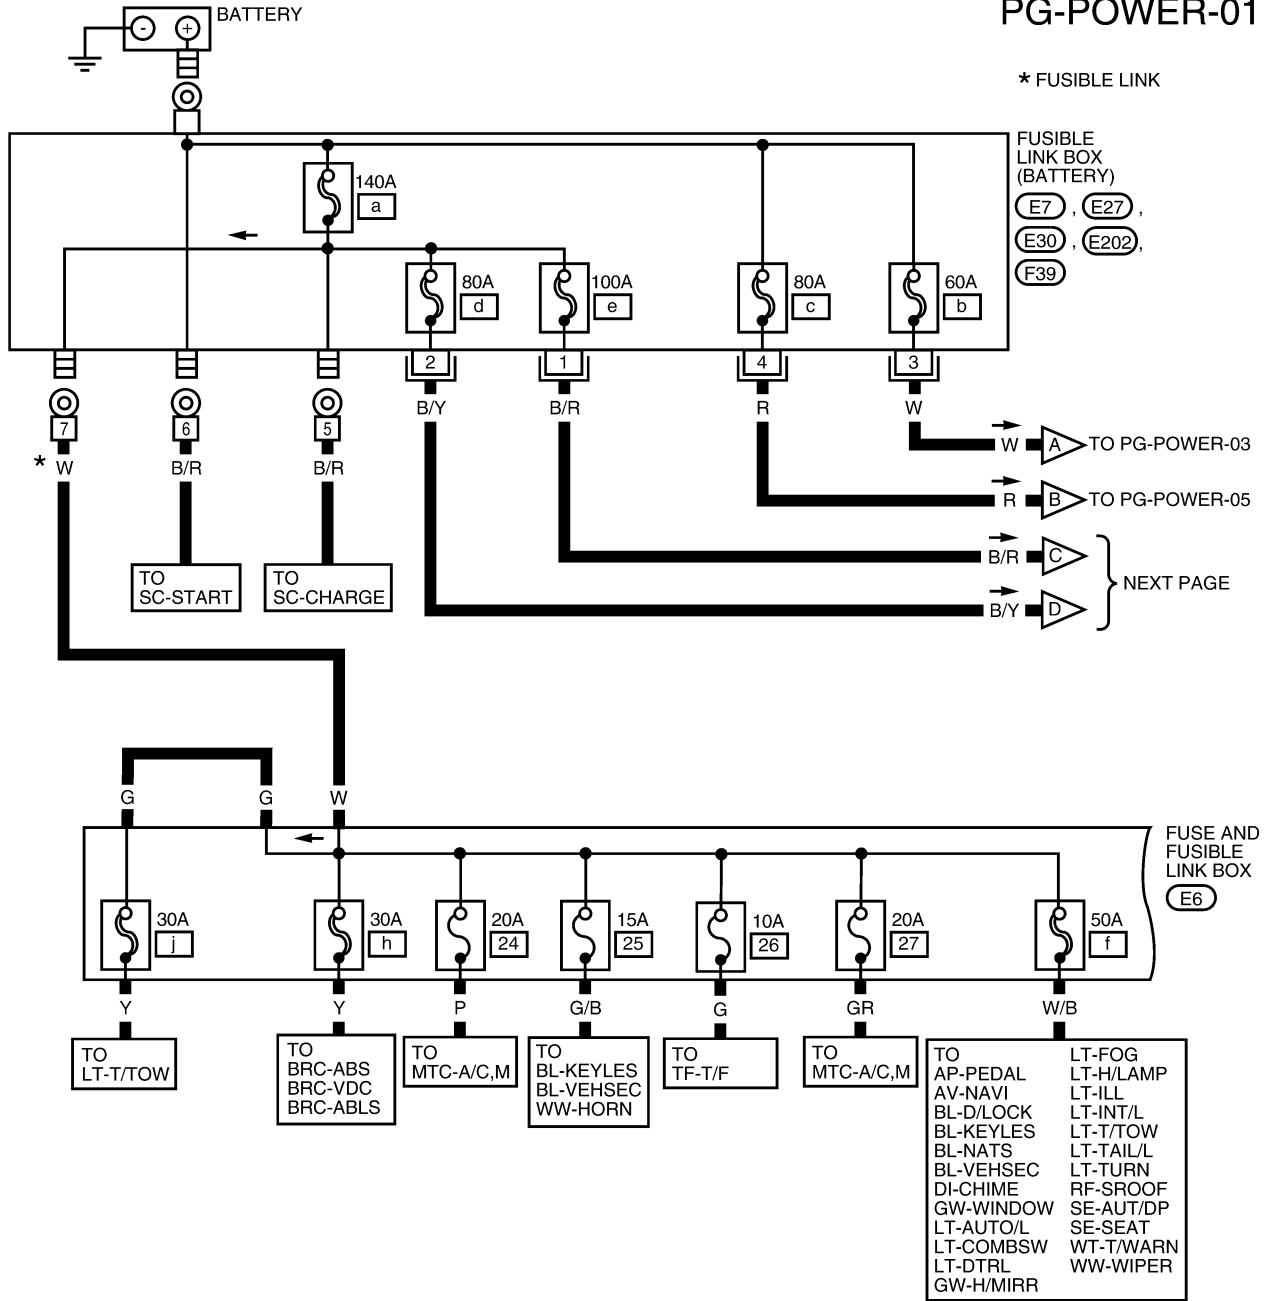 PG-POWER-01
BATTERY
- +
* FUSIBLE LINK
FUSIBLE
LINK BOX
(BATTERY)
E7 , E27 ,
E30 , E202 ,
F39
140A
a
80A
d
100A
e
80A
c
60A
b
2 1 4 3
B/Y B/R R W
7 6 5
* W B/R B/R
W A TO PG-POWER-03
R B TO PG-POWER-05
B/R C
NEXT PAGE
B/Y D
TO
SC-START
TO
SC-CHARGE
G G W
FUSE AND
FUSIBLE
LINK BOX
E6
30A
j
30A
h
20A
24
15A
25
10A
26
20A
27
50A
f
Y Y P G/B G GR W/B
TO
LT-T/TOW
TO
BRC-ABS
BRC-VDC
BRC-ABLS
TO
MTC-A/C,M
TO
BL-KEYLES
BL-VEHSEC
WW-HORN
TO
TF-T/F
TO
MTC-A/C,M
TO
AP-PEDAL
AV-NAVI
BL-D/LOCK
BL-KEYLES
BL-NATS
BL-VEHSEC
DI-CHIME
GW-WINDOW
LT-AUTO/L
LT-COMBSW
LT-DTRL
GW-H/MIRR
LT-FOG
LT-H/LAMP
LT-ILL
LT-INT/L
LT-T/TOW
LT-TAIL/L
LT-TURN
RF-SROOF
SE-AUT/DP
SE-SEAT
WT-T/WARN
WW-WIPER